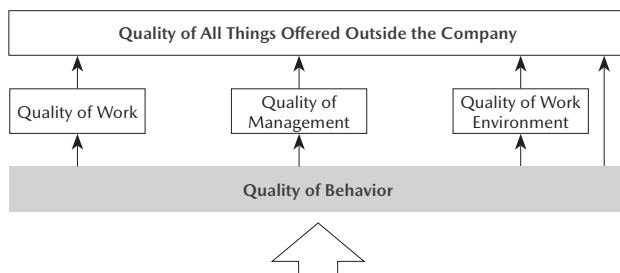 Quality of All Things Offered Outside the Company
Quality of Work
Quality of
Management
Quality of Work
Environment
Quality of Behavior